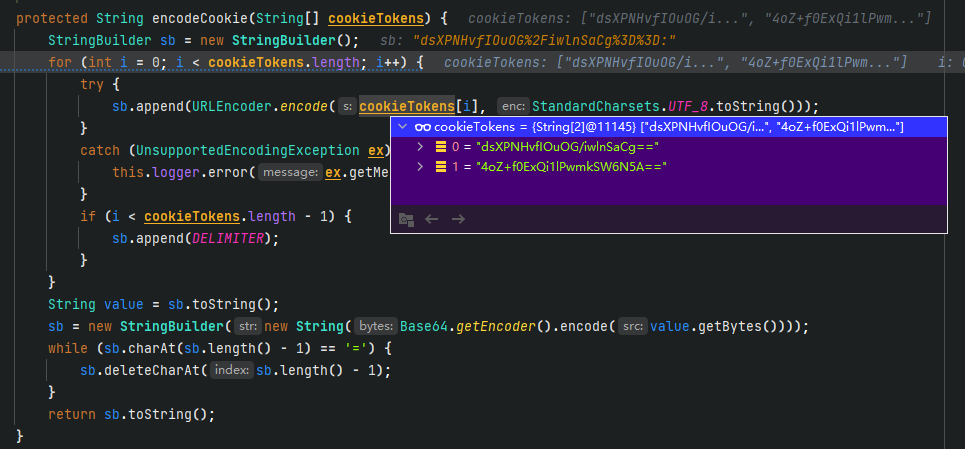 protected String encodeCookie(String[] cookieTokens) { cookieTokens: ["dsXPNHvfIOuOG/i...", "4oZ+f0ExQi1lPwm..."]
StringBuilder sb = new StringBuilder(); sb: "dsXPNHvfIOuOG%2FiwlnSaCg%3D%3D:"
for (int i = 0; i < cookieTokens.length; i++) { cookieTokens: ["dsXPNHvfIOuOG/i...", "4oZ+f0ExQi1lPwm..."] i:
try {
sb.append(URLEncoder.encode( s: cookieTokens[i], enc: StandardCharsets.UTF_8.toString()));
}
cookieTokens = {String[2]@11145} ["dsXPNHvfIOuOG/i...", "4oZ+f0ExQi1lPwm..."]
catch (UnsupportedEncodingException ex)
0 = "dsXPNHvfIOuOG/iwlnSaCg=="
this.logger.error( message: ex.getMe
1 = "4oZ+f0ExQi1lPwmkSW6N5A=="
}
if (i < cookieTokens.length - 1) {
sb.append(DELIMITER);
}
}
String value = sb.toString();
sb = new StringBuilder( str: new String( bytes: Base64.getEncoder().encode( src: value.getBytes())));
while (sb.charAt(sb.length() - 1) == '=') {
sb.deleteCharAt( index: sb.length() - 1);
}
return sb.toString();
}